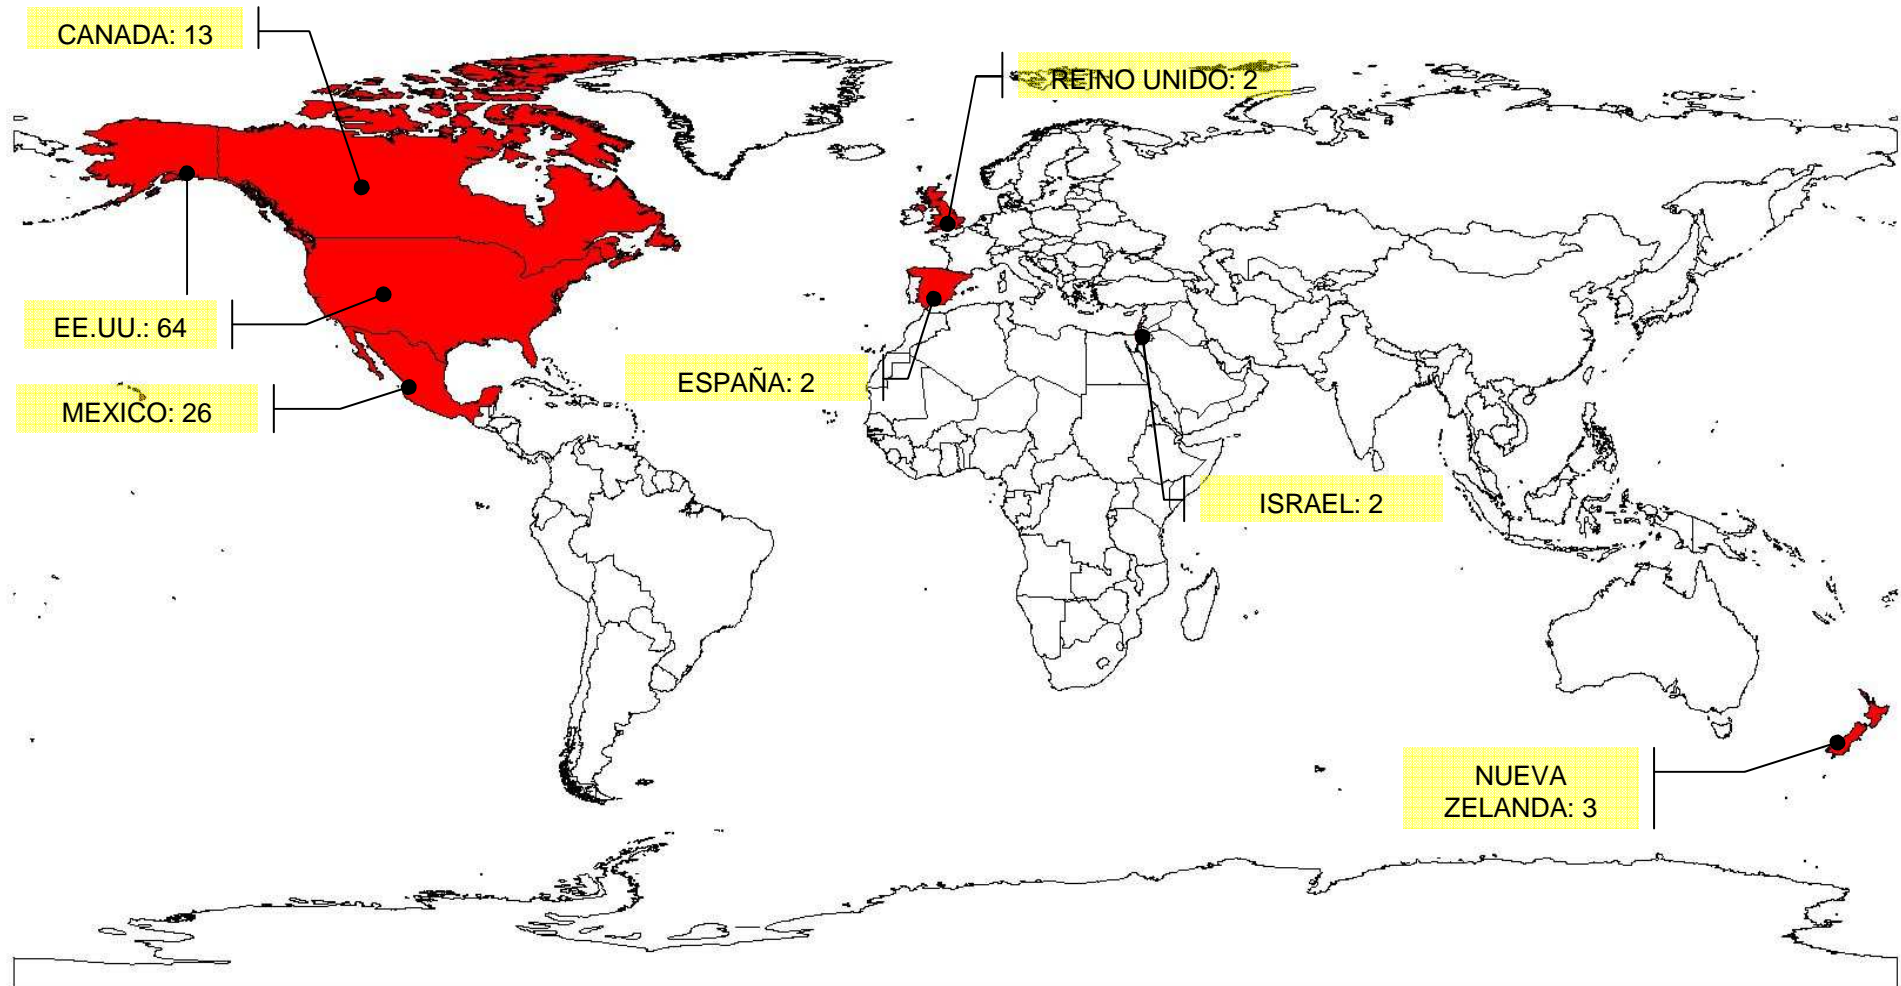 CANADA: 13
REINO UNIDO: 2
EE.UU.: 64
ESPAÑA: 2
MEXICO: 26
ISRAEL: 2
NUEVA
ZELANDA: 3